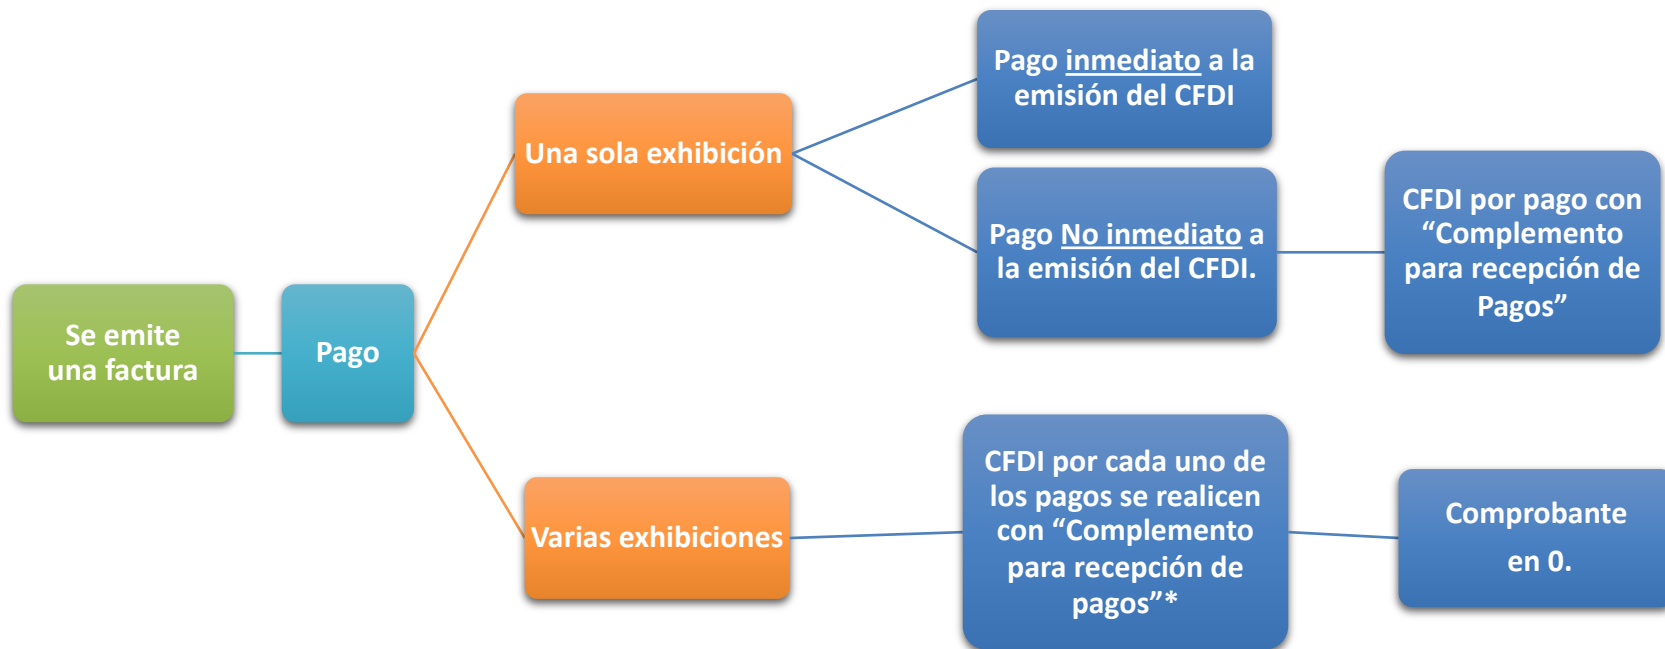 Se emite
una factura
Pago
Una sola exhibición
Pago inmediato a la
emisión del CFDI
Pago No inmediato a
la emisión del CFDI.
CFDI por pago con
“Complemento
para recepción de
Pagos”
Varias exhibiciones
CFDI por cada uno de
los pagos se realicen
con “Complemento
para recepción de
pagos”*
Comprobante
en 0.